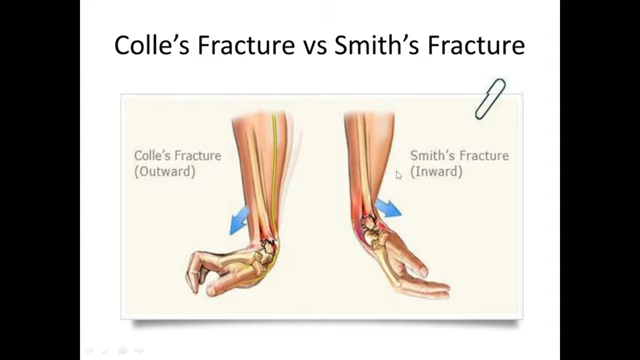 Colle's Fracture vs Smith's Fracture
Colle's Fracture
(Outward)
Smith's Fracture
(Inward)